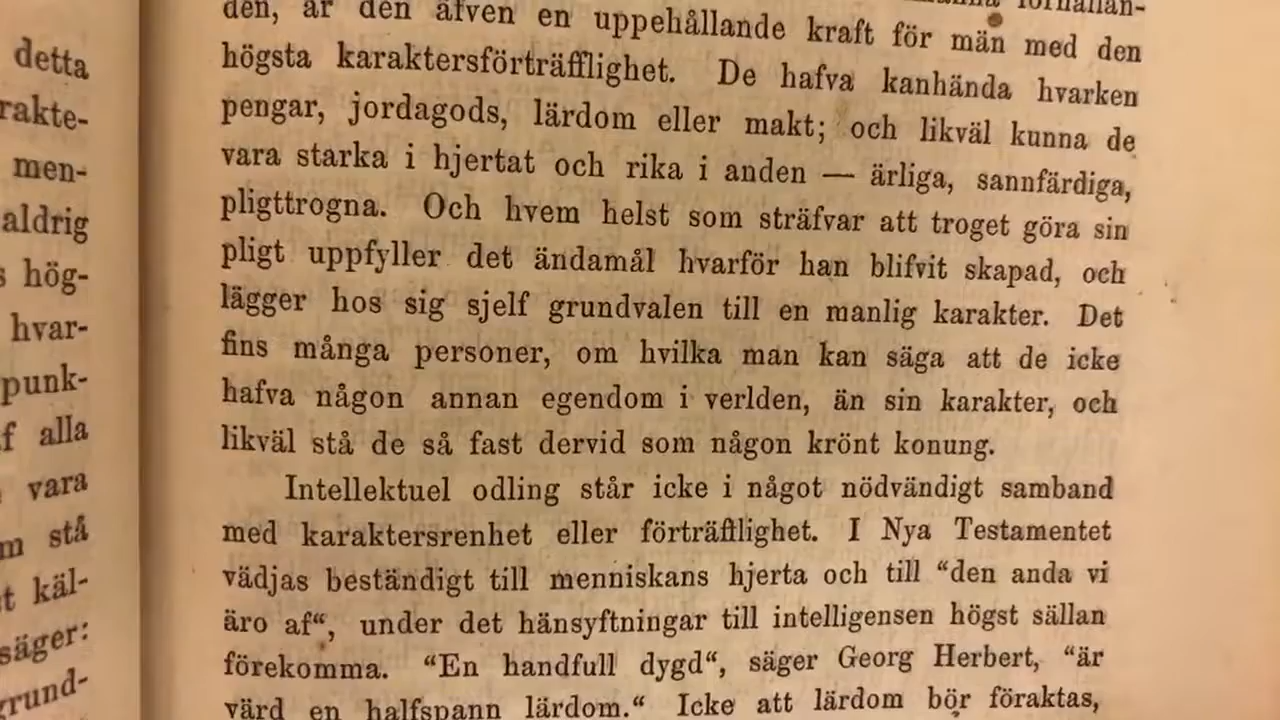 detta
rakte-
men-
aldrig
s hög-
hvar-
punk-
f alla
vara
m stå
t käl-
säger:
grund-
den, är den äfven en uppehållande kraft för män med den
högsta karaktersförträfflighet. De hafva kanhända hvarken
pengar, jordagods, lärdom eller makt; och likväl kunna de
vara starka i hjertat och rika i anden — ärliga, sannfärdiga,
pligttrogna. Och hvem helst som sträfvar att troget göra sin
pligt uppfyller det ändamål hvarför han blifvit skapad, och
lägger hos sig sjelf grundvalen till en manlig karakter. Det
fins många personer, om hvilka man kan säga att de icke
hafva någon annan egendom i verlden, än sin karakter, och
likväl stå de så fast dervid som någon krönt konung.
Intellektuel odling står icke i något nödvändigt samband
med karaktersrenhet eller förträfflighet. I Nya Testamentet
vädjas beständigt till menniskans hjerta och till “den anda vi
äro af“, under det hänsyftningar till intelligensen högst sällan
förekomma. “En handfull dygd“, säger Georg Herbert, “är
värd en halfspann lärdom.“ Icke att lärdom bör föraktas,